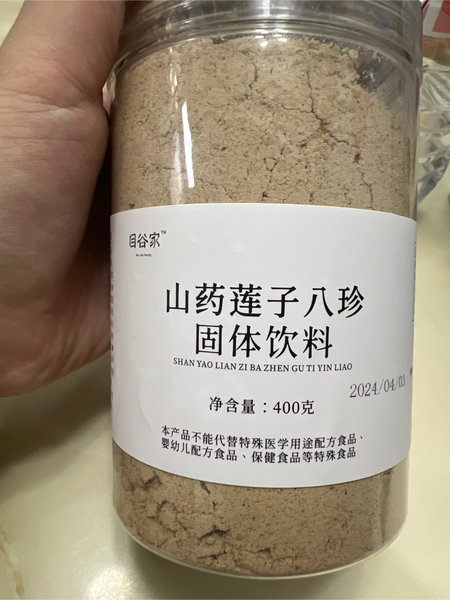 目谷家™
山药莲子八珍
固体饮料
SHAN YAO LIAN ZI BA ZHEN GU TI YIN LIAO
2024/04/03
净含量：400克
本产品不能代替特殊医学用途配方食品、
婴幼儿配方食品、保健食品等特殊食品